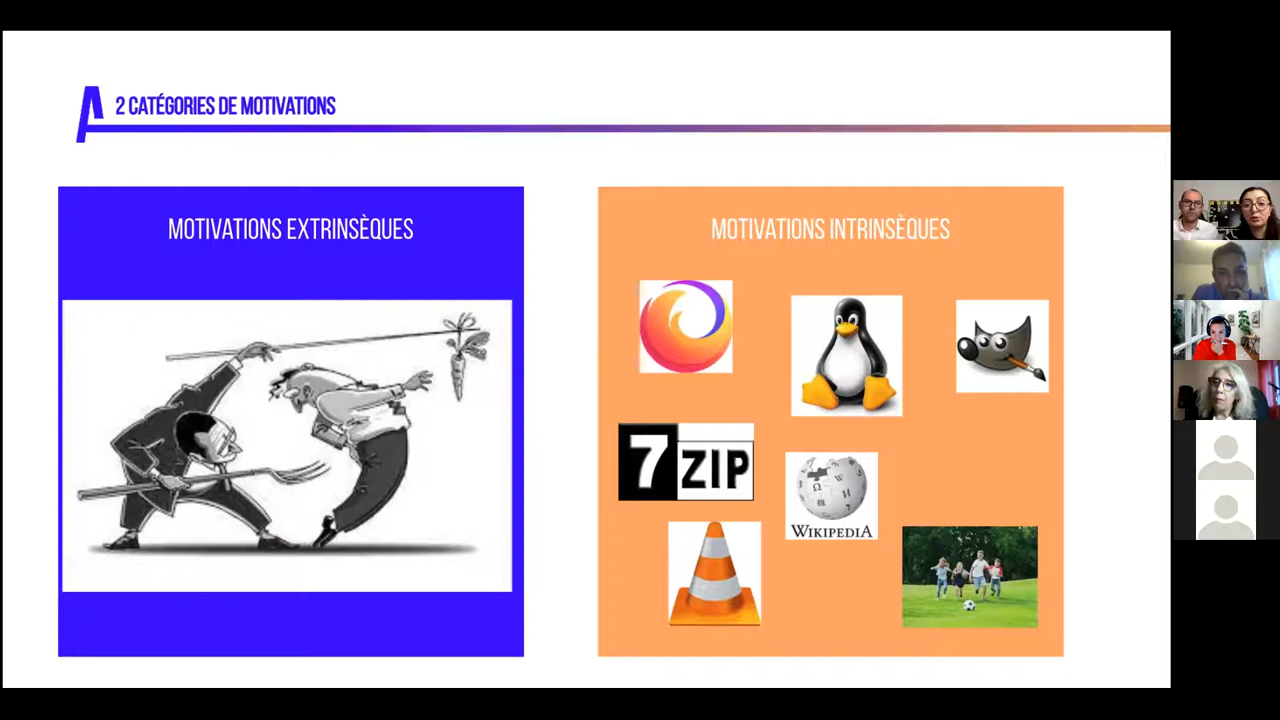 2 CATÉGORIES DE MOTIVATIONS
MOTIVATIONS EXTRINSÈQUES
MOTIVATIONS INTRINSÈQUES
7ZIP
WIKIPEDIA